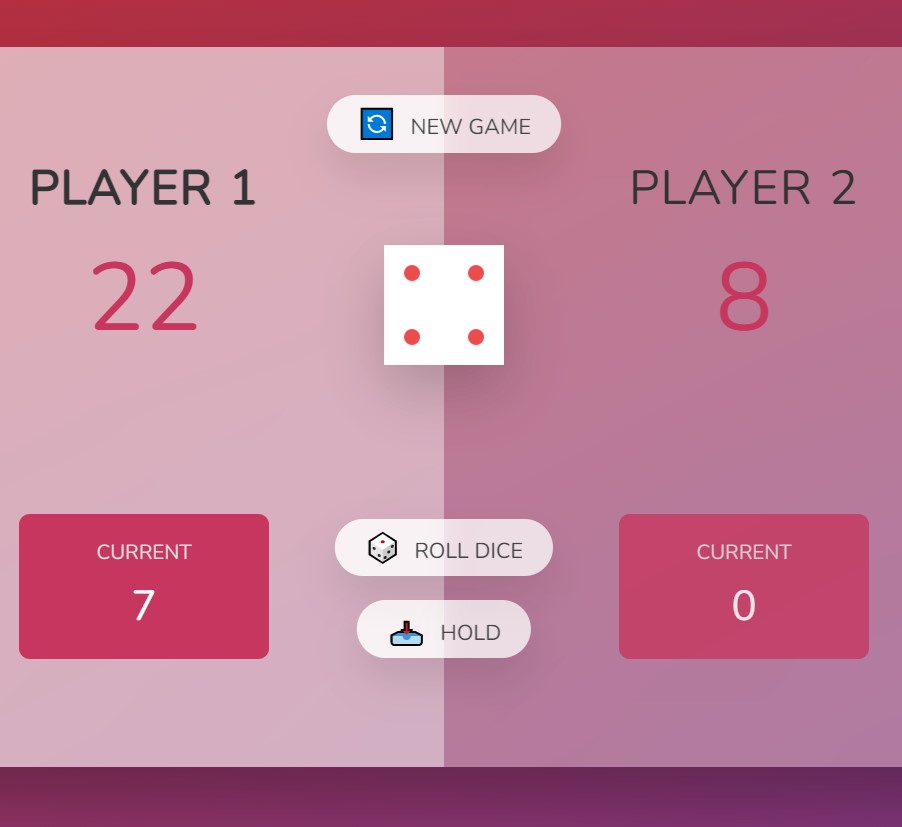 NEW GAME
PLAYER 1
22
PLAYER 2
8
CURRENT
7
ROLL DICE
HOLD
CURRENT
0